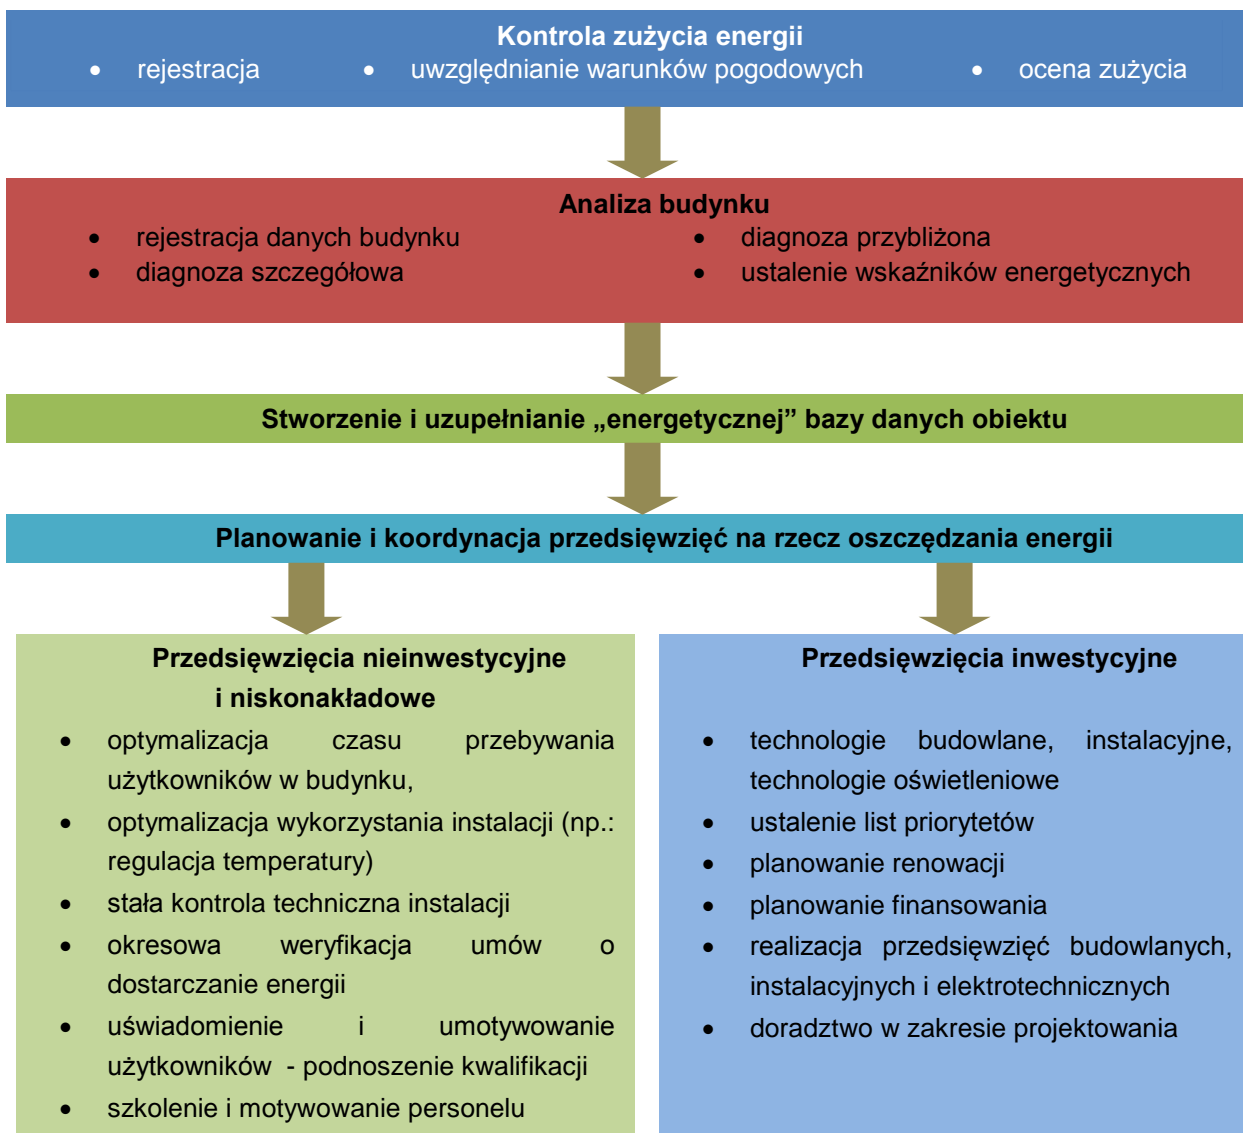 Kontrola zużycia energii
• rejestracja • uwzględnianie warunków pogodowych • ocena zużycia
Analiza budynku
• rejestracja danych budynku • diagnoza przybliżona
• diagnoza szczegółowa • ustalenie wskaźników energetycznych
Stworzenie i uzupełnianie „energetycznej” bazy danych obiektu
Planowanie i koordynacja przedsięwzięć na rzecz oszczędzania energii
Przedsięwzięcia nieinwestycyjne
i niskonakładowe
• optymalizacja czasu przebywania
użytkowników w budynku,
• optymalizacja wykorzystania instalacji (np.:
regulacja temperatury)
• stała kontrola techniczna instalacji
• okresowa weryfikacja umów o
dostarczanie energii
• uświadomienie i umotywowanie
użytkowników - podnoszenie kwalifikacji
• szkolenie i motywowanie personelu
Przedsięwzięcia inwestycyjne
• technologie budowlane, instalacyjne,
technologie oświetleniowe
• ustalenie list priorytetów
• planowanie renowacji
• planowanie finansowania
• realizacja przedsięwzięć budowlanych,
instalacyjnych i elektrotechnicznych
• doradztwo w zakresie projektowania